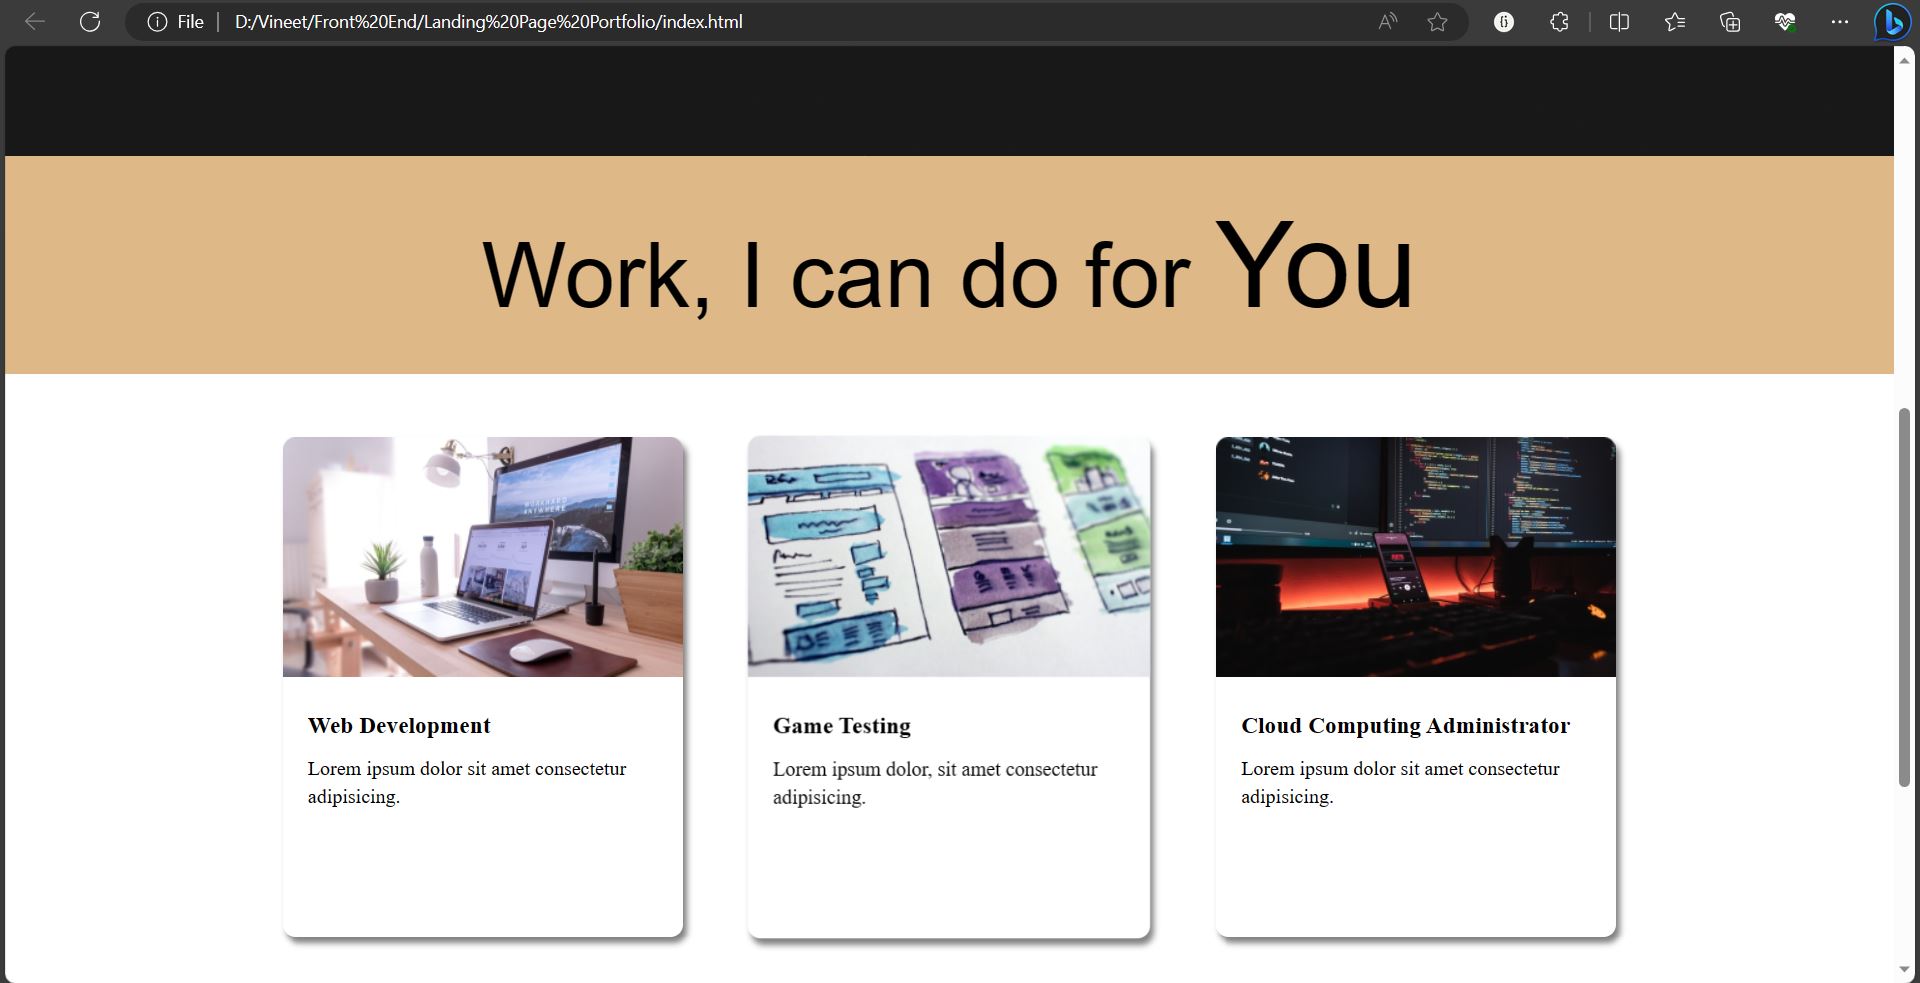 File D:/Vineet/Front%20End/Landing%20Page%20Portfolio/index.html
Work, I can do for You
WORKHARD
ANYWHERE
Web Development
Lorem ipsum dolor sit amet consectetur
adipisicing.
Game Testing
Lorem ipsum dolor, sit amet consectetur
adipisicing.
Cloud Computing Administrator
Lorem ipsum dolor sit amet consectetur
adipisicing.